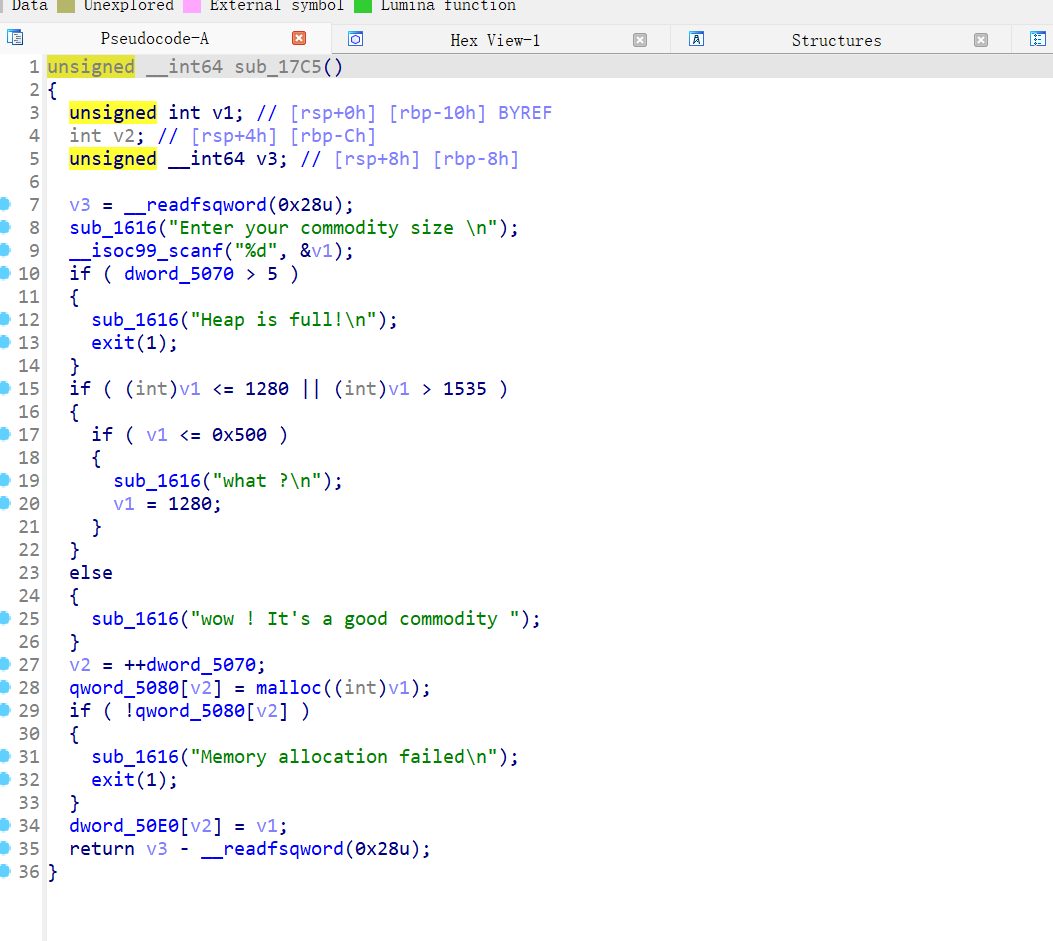 Data Unexplored External symbol Lumina function
Pseudocode-A Hex View-1 Structures
1 unsigned __int64 sub_17C5()
2 {
3 unsigned int v1; // [rsp+0h] [rbp-10h] BYREF
4 int v2; // [rsp+4h] [rbp-Ch]
5 unsigned __int64 v3; // [rsp+8h] [rbp-8h]
6
7 v3 = __readfsqword(0x28u);
8 sub_1616("Enter your commodity size \n");
9 __isoc99_scanf("%d", &v1);
10 if ( dword_5070 > 5 )
11 {
12 sub_1616("Heap is full!\n");
13 exit(1);
14 }
15 if ( (int)v1 <= 1280 || (int)v1 > 1535 )
16 {
17 if ( v1 <= 0x500 )
18 {
19 sub_1616("what ?\n");
20 v1 = 1280;
21 }
22 }
23 else
24 {
25 sub_1616("wow ! It's a good commodity ");
26 }
27 v2 = ++dword_5070;
28 qword_5080[v2] = malloc((int)v1);
29 if ( !qword_5080[v2] )
30 {
31 sub_1616("Memory allocation failed\n");
32 exit(1);
33 }
34 dword_50E0[v2] = v1;
35 return v3 - __readfsqword(0x28u);
36 }